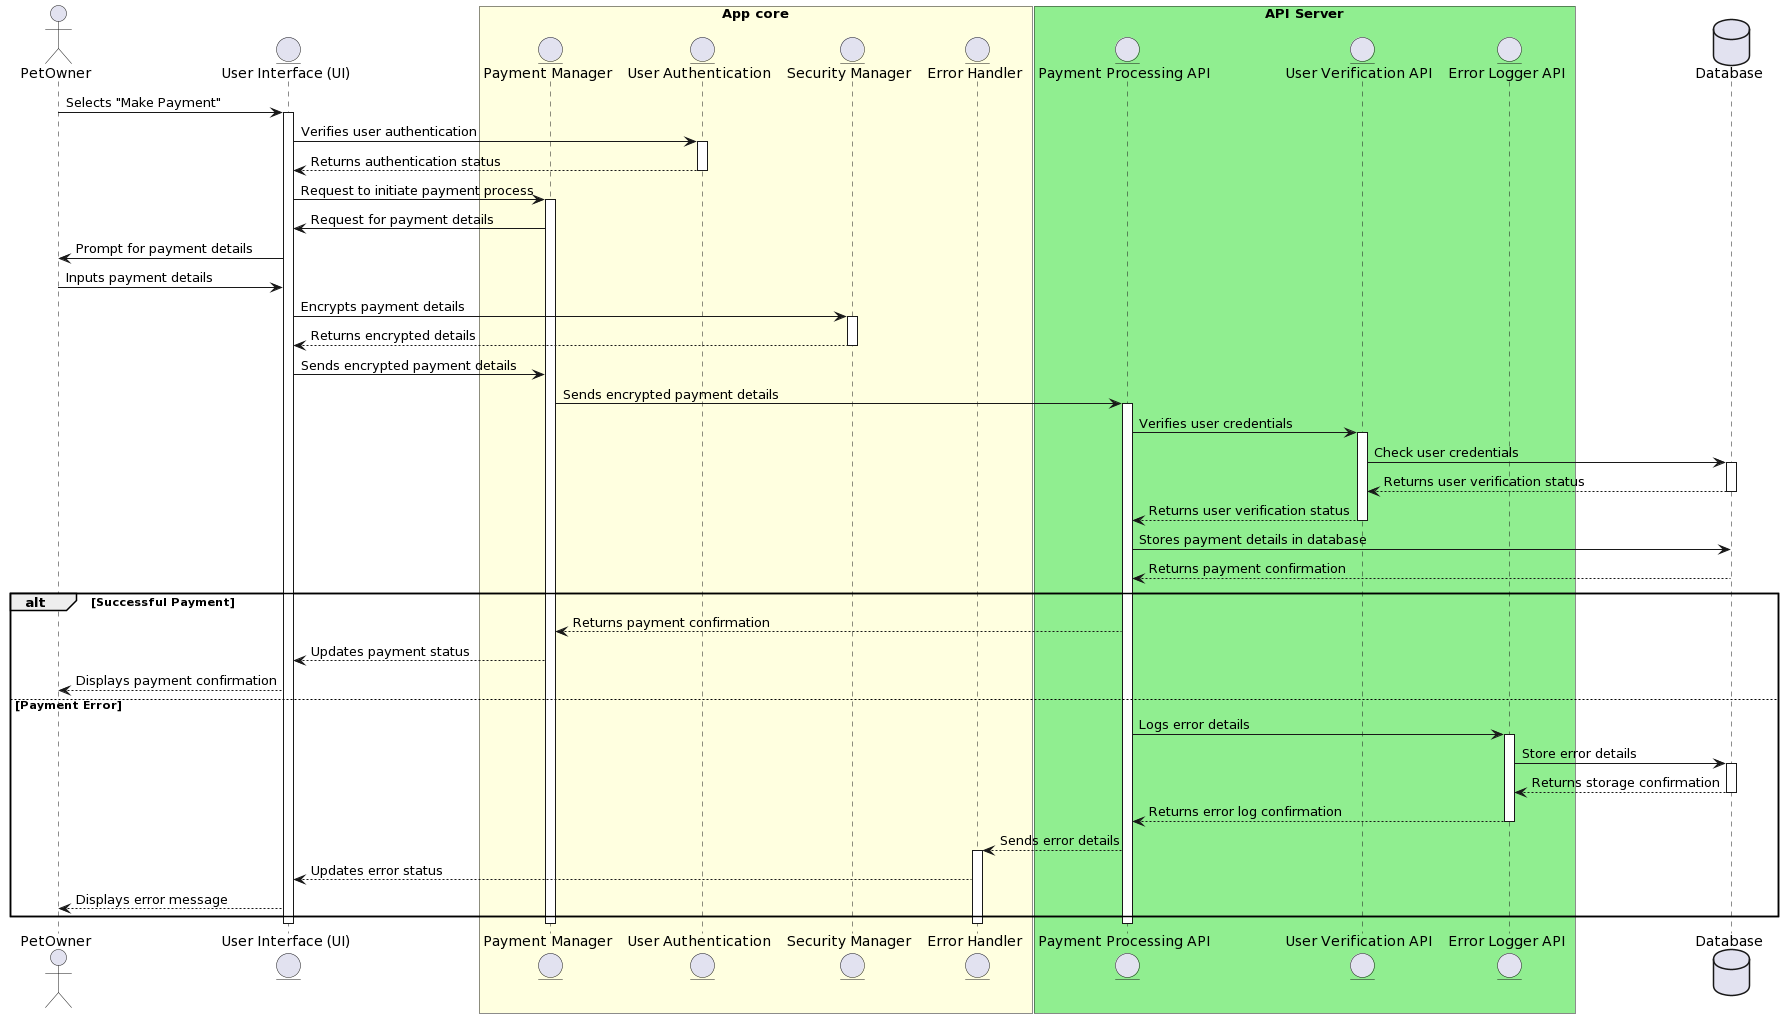 App core
API Server
PetOwner
User Interface (UI)
Payment Manager
User Authentication
Security Manager
Error Handler
Payment Processing API
User Verification API
Error Logger API
Database
Selects "Make Payment"
Verifies user authentication
Returns authentication status
Request to initiate payment process
Request for payment details
Prompt for payment details
Inputs payment details
Encrypts payment details
Returns encrypted details
Sends encrypted payment details
Sends encrypted payment details
Verifies user credentials
Check user credentials
Returns user verification status
Returns user verification status
Stores payment details in database
Returns payment confirmation
alt
[Successful Payment]
Returns payment confirmation
Updates payment status
Displays payment confirmation
[Payment Error]
Logs error details
Store error details
Returns storage confirmation
Returns error log confirmation
Sends error details
Updates error status
Displays error message
PetOwner
User Interface (UI)
Payment Manager
User Authentication
Security Manager
Error Handler
Payment Processing API
User Verification API
Error Logger API
Database